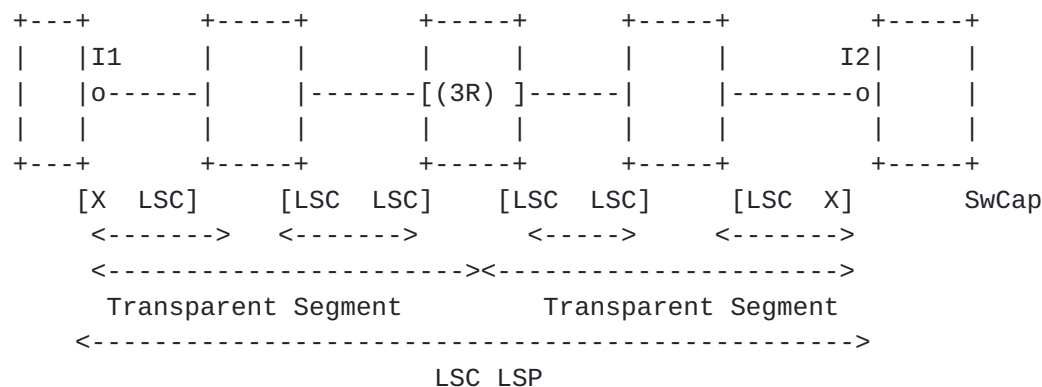 +---+ +-----+ +-----+ +-----+ +-----+
| |I1 | | | | | | I2| |
| |o------| |-------[(3R) ]------| |--------o| |
| | | | | | | | | |
+---+ +-----+ +-----+ +-----+ +-----+
[X LSC] [LSC LSC] [LSC LSC] [LSC X] SwCap
<-------> <-------> <-----> <------->
<-----------------------><---------------------->
Transparent Segment Transparent Segment
<------------------------------------------------->
LSC LSP